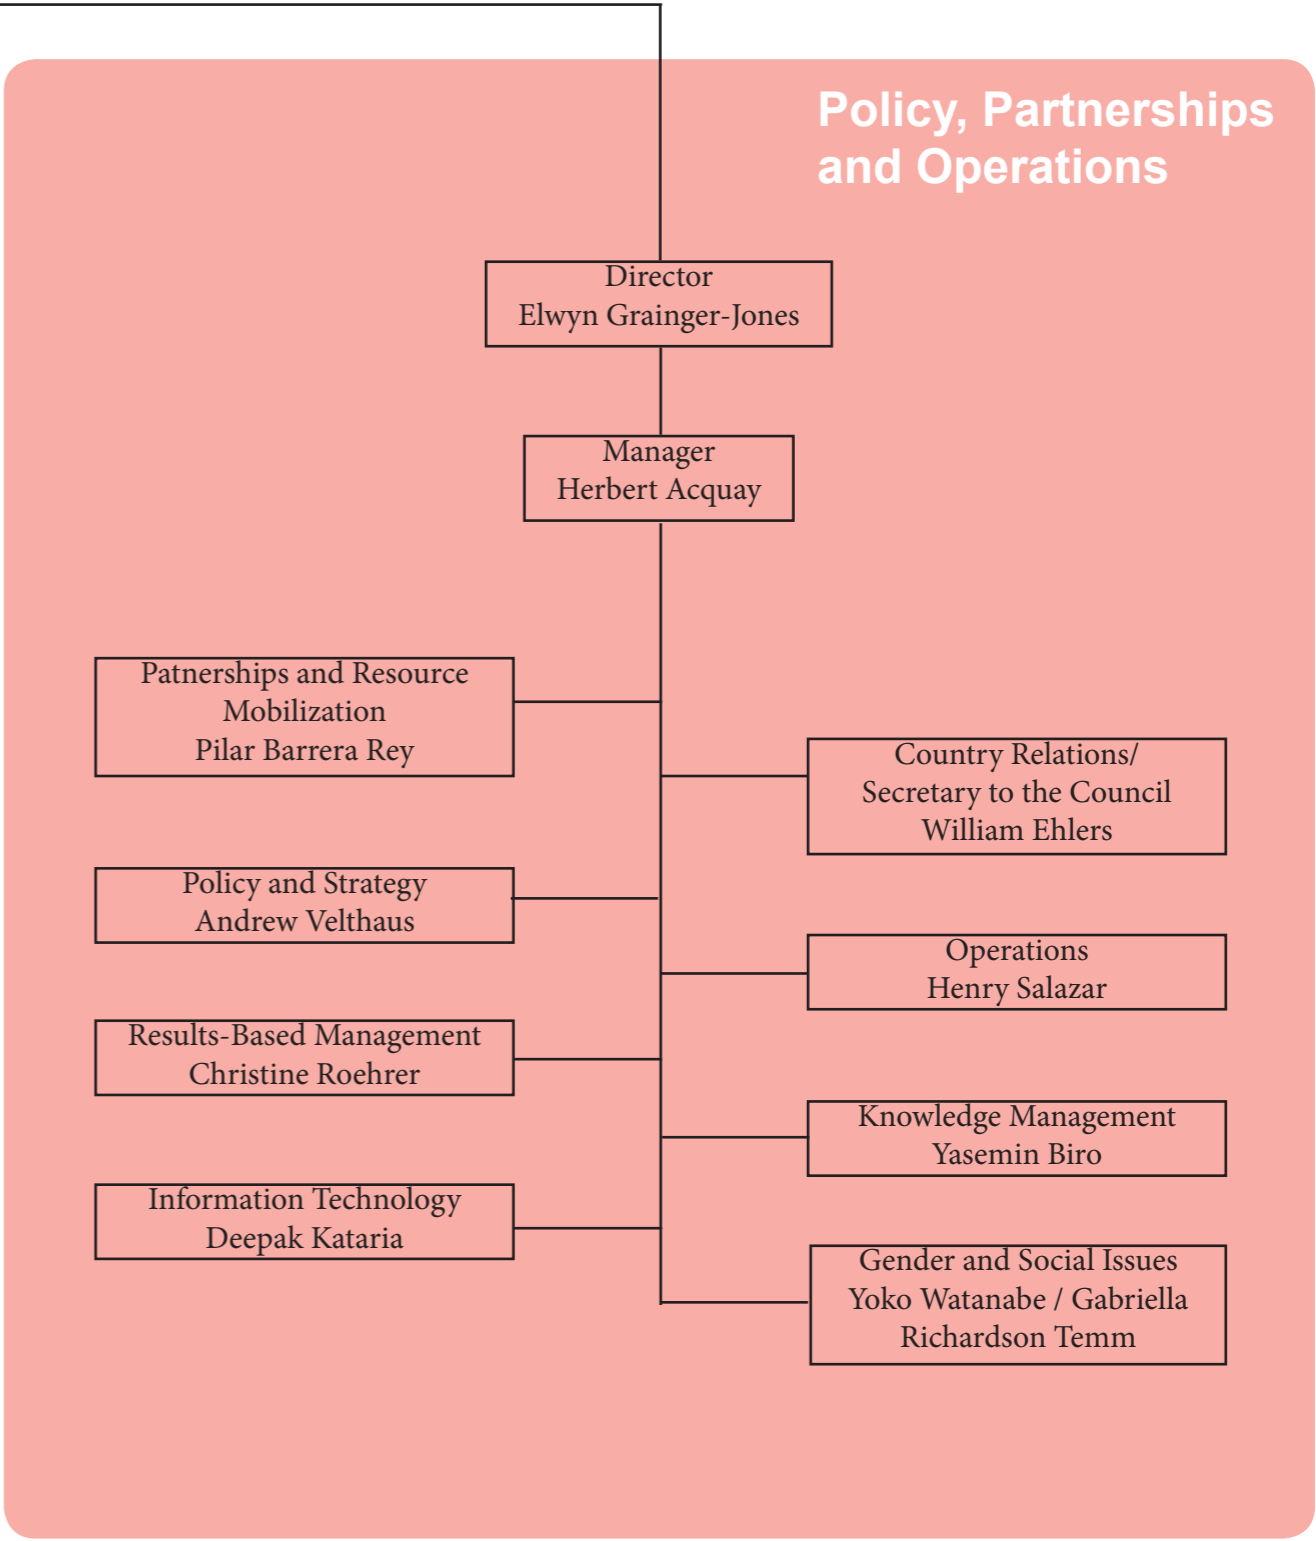 Policy, Partnerships
and Operations
Director
Elwyn Grainger-Jones
Manager
Herbert Acquay
Patnerships and Resource
Mobilization
Pilar Barrera Rey
Country Relations/
Secretary to the Council
William Ehlers
Policy and Strategy
Andrew Velthaus
Operations
Henry Salazar
Results-Based Management
Christine Roehrer
Knowledge Management
Yasemin Biro
Information Technology
Deepak Kataria
Gender and Social Issues
Yoko Watanabe / Gabriella
Richardson Temm